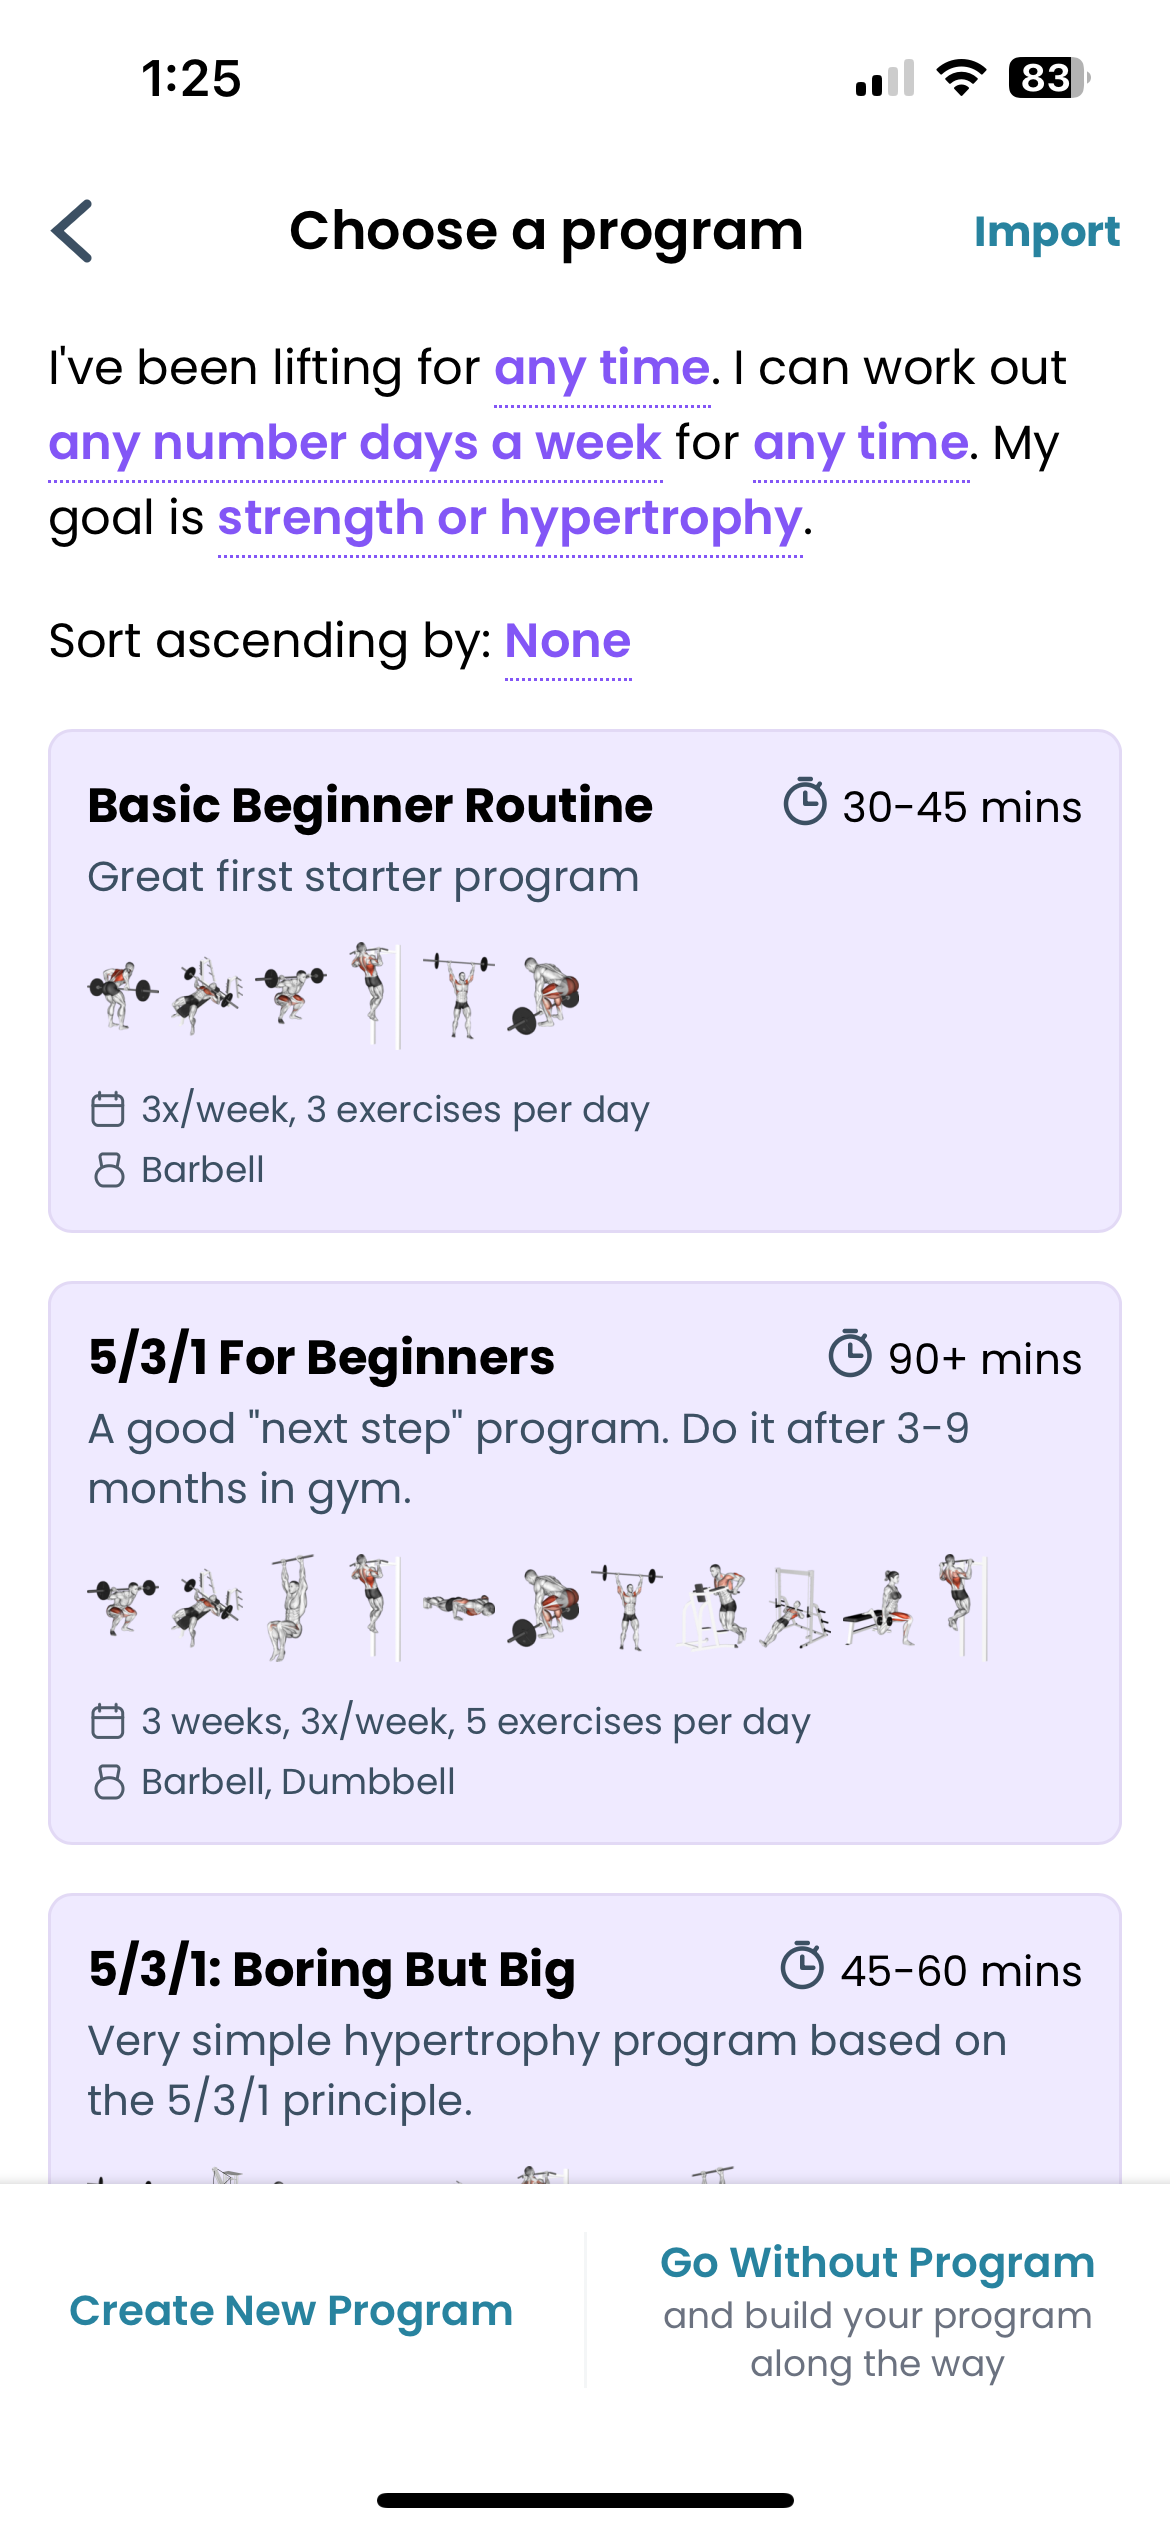 1:25
83
Choose a program
Import
I've been lifting for any time. I can work out
any number days a week for any time. My
goal is strength or hypertrophy.
Sort ascending by: None
Basic Beginner Routine
30-45 mins
Great first starter program
3x/week, 3 exercises per day
Barbell
5/3/1 For Beginners
90+ mins
A good "next step" program. Do it after 3-9
months in gym.
3 weeks, 3x/week, 5 exercises per day
Barbell, Dumbbell
5/3/1: Boring But Big
45-60 mins
Very simple hypertrophy program based on
the 5/3/1 principle.
Create New Program
Go Without Program
and build your program
along the way